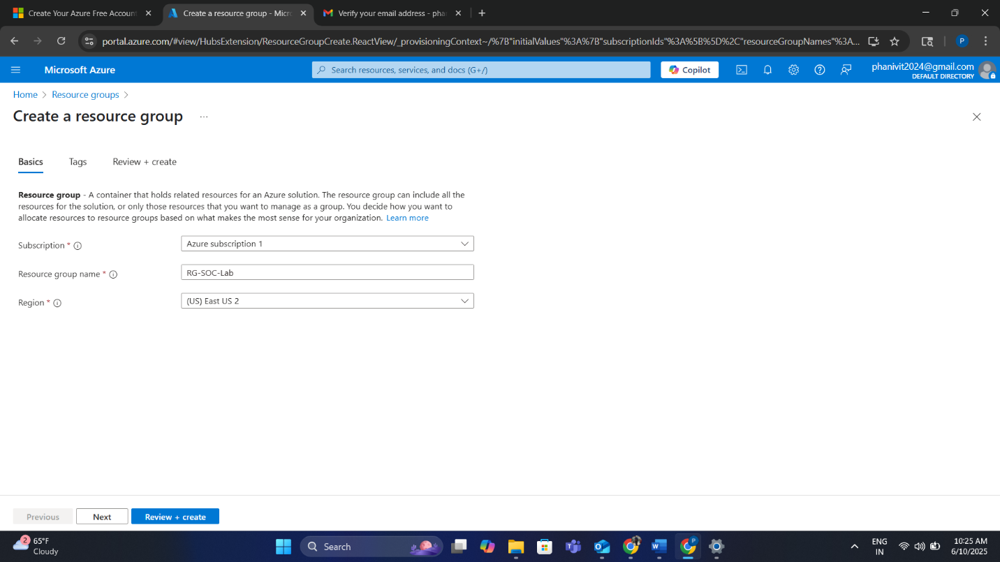 Create Your Azure Free Account
Create a resource group - Micro
Verify your email address - pha
portal.azure.com/#view/HubsExtension/ResourceGroupCreate.ReactView/_provisioningContext~/%7B"initialValues"%3A%7B"subscriptionIds"%3A%5B%5D%2C"resourceGroupNames"%3A...
P
Microsoft Azure
Search resources, services, and docs (G+/)
Copilot
phanivit2024@gmail.com
DEFAULT DIRECTORY
Home > Resource groups >
Create a resource group ...
Basics Tags Review + create
Resource group - A container that holds related resources for an Azure solution. The resource group can include all the
resources for the solution, or only those resources that you want to manage as a group. You decide how you want to
allocate resources to resource groups based on what makes the most sense for your organization. Learn more
Subscription * Azure subscription 1
Resource group name * RG-SOC-Lab
Region * (US) East US 2
Previous Next Review + create
2
65°F
Cloudy
Search
P
ENG
IN
10:25 AM
6/10/2025